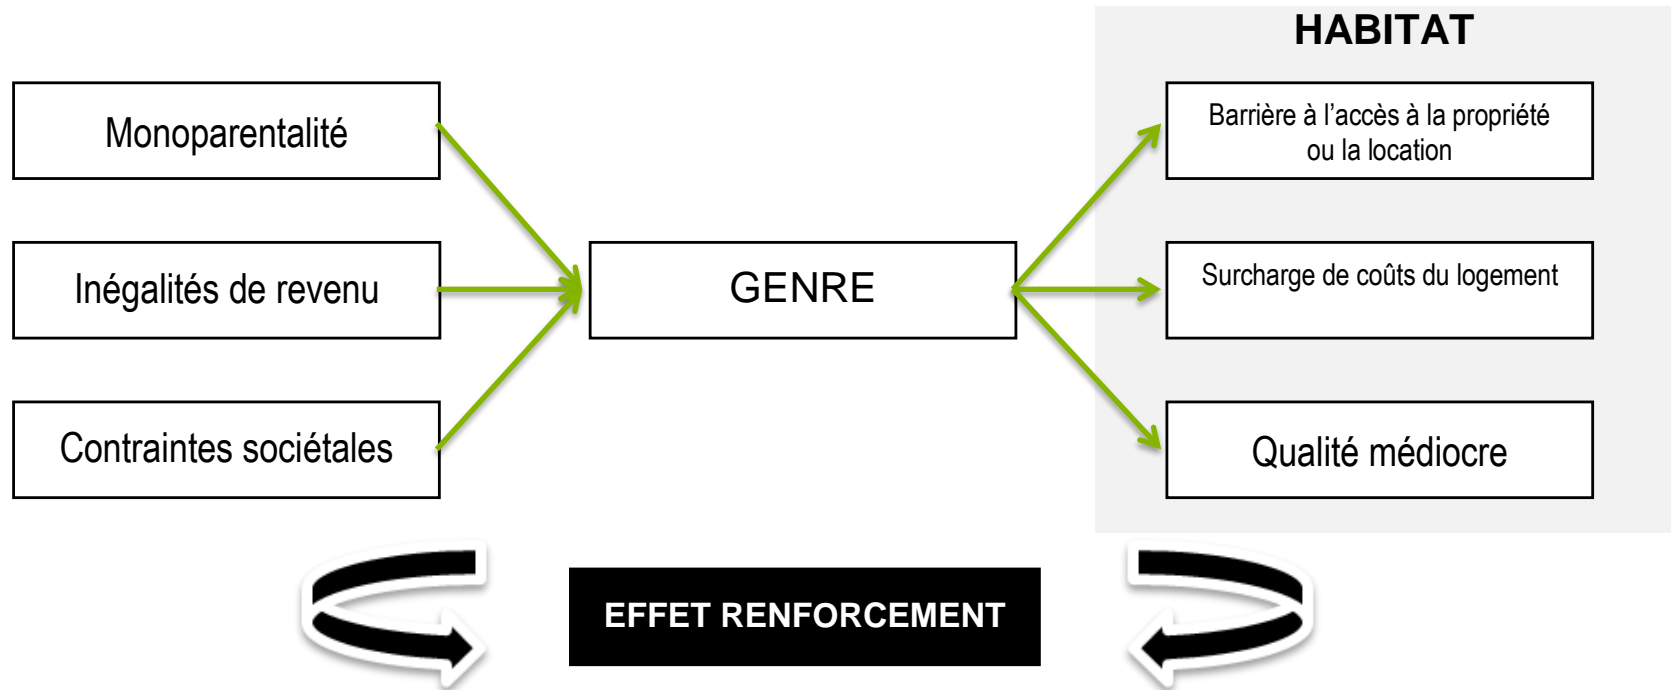 HABITAT
Monoparentalité
Barrière à l’accès à la propriété
ou la location
Inégalités de revenu
GENRE
Surcharge de coûts du logement
Contraintes sociétales
Qualité médiocre
EFFET RENFORCEMENT